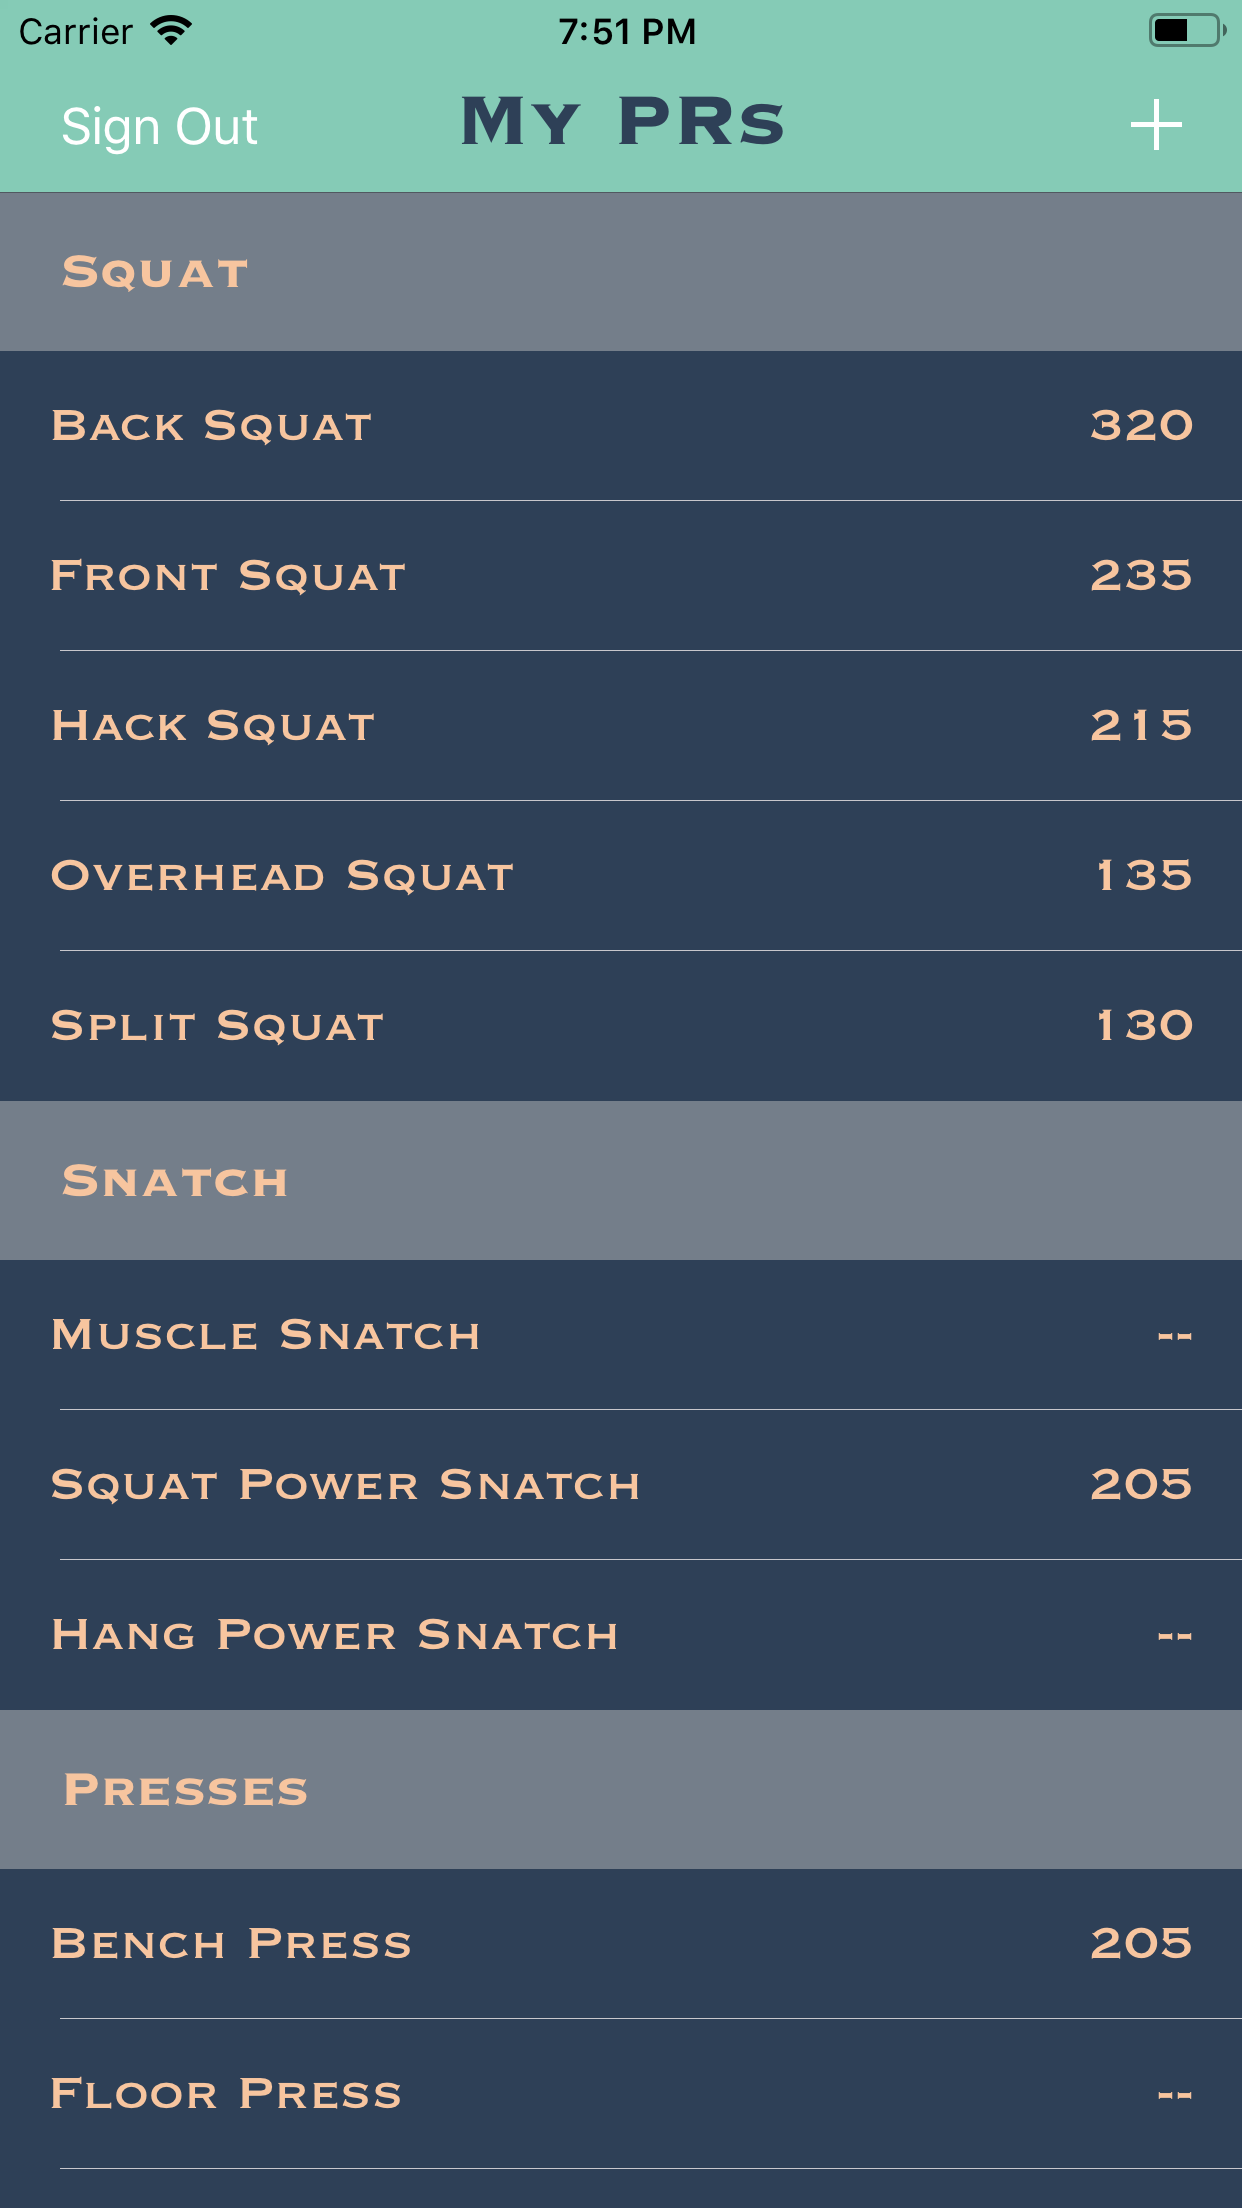 Carrier 7:51 PM
Sign Out My PRs
Squat
Back Squat 320
Front Squat 235
Hack Squat 215
Overhead Squat 135
Split Squat 130
Snatch
Muscle Snatch --
Squat Power Snatch 205
Hang Power Snatch --
Presses
Bench Press 205
Floor Press --